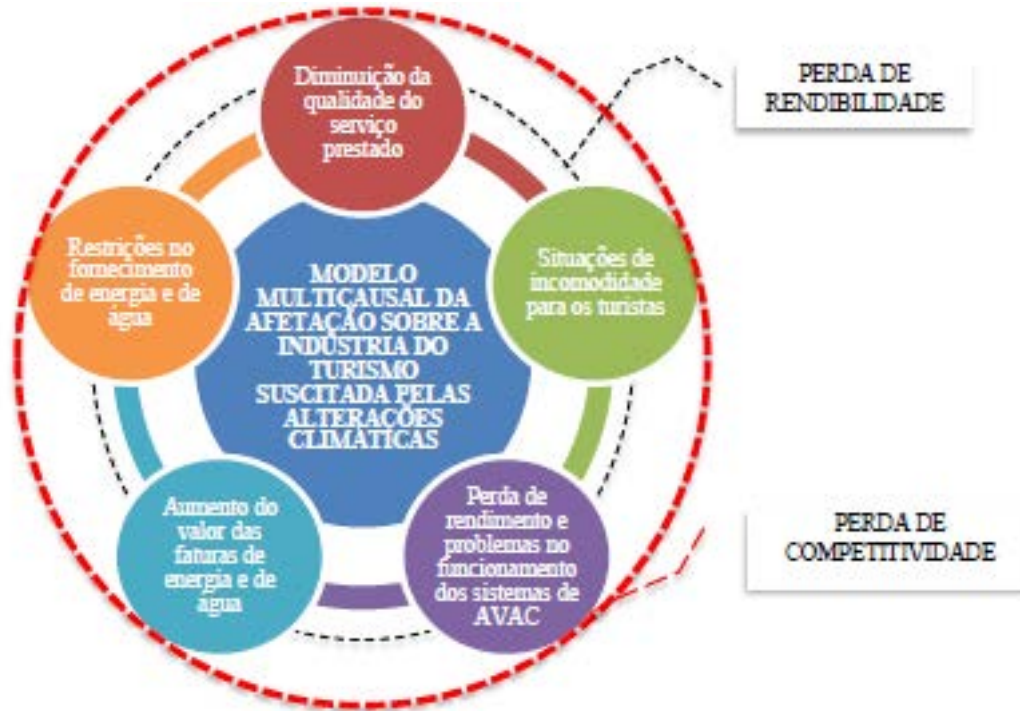 Diminuição da
qualidade do
serviço
prestado
PERDA DE
RENDIBILIDADE
Restrições no
fornecimento
de energia e de
água
Situações de
incomodidade
para os turistas
MODELO
MULTICAUSAL DA
AFETAÇÃO SOBRE A
INDÚSTRIA DO
TURISMO
SUSCITADA PELAS
ALTERAÇÕES
CLIMÁTICAS
Aumento do
valor das
faturas de
energia e de
água
Perda de
rendimento e
problemas no
funcionamento
dos sistemas de
AVAC
PERDA DE
COMPETITIVIDADE